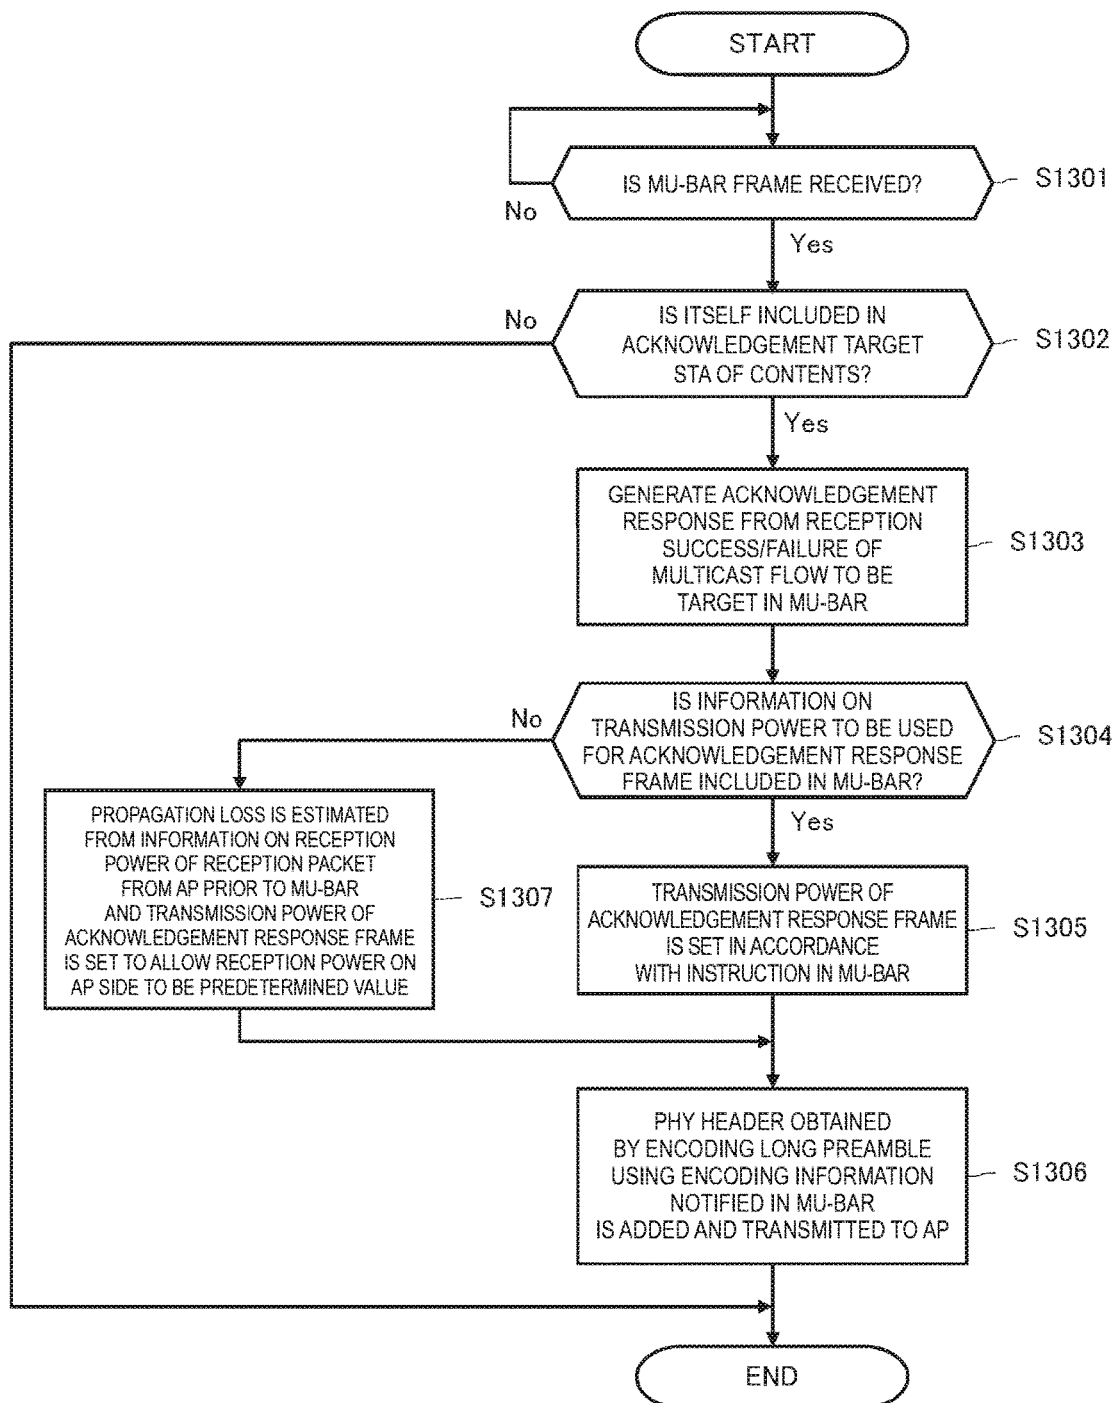 START
IS MU-BAR FRAME RECEIVED?
S1301
No
Yes
No
IS ITSELF INCLUDED IN
ACKNOWLEDGEMENT TARGET
STA OF CONTENTS?
S1302
Yes
GENERATE ACKNOWLEDGEMENT
RESPONSE FROM RECEPTION
SUCCESS/FAILURE OF
MULTICAST FLOW TO BE
TARGET IN MU-BAR
S1303
No
IS INFORMATION ON
TRANSMISSION POWER TO BE USED
FOR ACKNOWLEDGEMENT RESPONSE
FRAME INCLUDED IN MU-BAR?
S1304
Yes
PROPAGATION LOSS IS ESTIMATED
FROM INFORMATION ON RECEPTION
POWER OF RECEPTION PACKET
FROM AP PRIOR TO MU-BAR
AND TRANSMISSION POWER OF
ACKNOWLEDGEMENT RESPONSE FRAME
IS SET TO ALLOW RECEPTION POWER ON
AP SIDE TO BE PREDETERMINED VALUE
S1307
TRANSMISSION POWER OF
ACKNOWLEDGEMENT RESPONSE FRAME
IS SET IN ACCORDANCE
WITH INSTRUCTION IN MU-BAR
S1305
PHY HEADER OBTAINED
BY ENCODING LONG PREAMBLE
USING ENCODING INFORMATION
NOTIFIED IN MU-BAR
IS ADDED AND TRANSMITTED TO AP
S1306
END